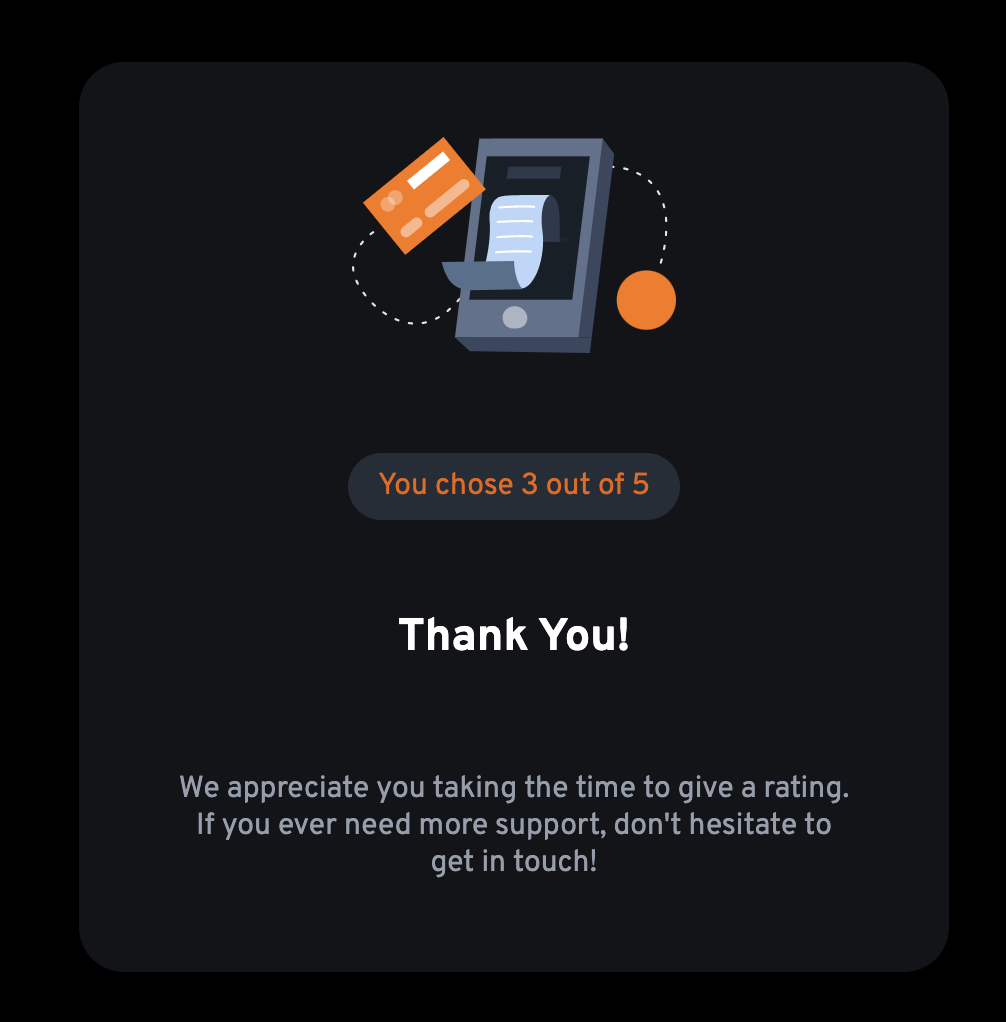 You chose 3 out of 5
Thank You!
We appreciate you taking the time to give a rating.
If you ever need more support, don't hesitate to
get in touch!